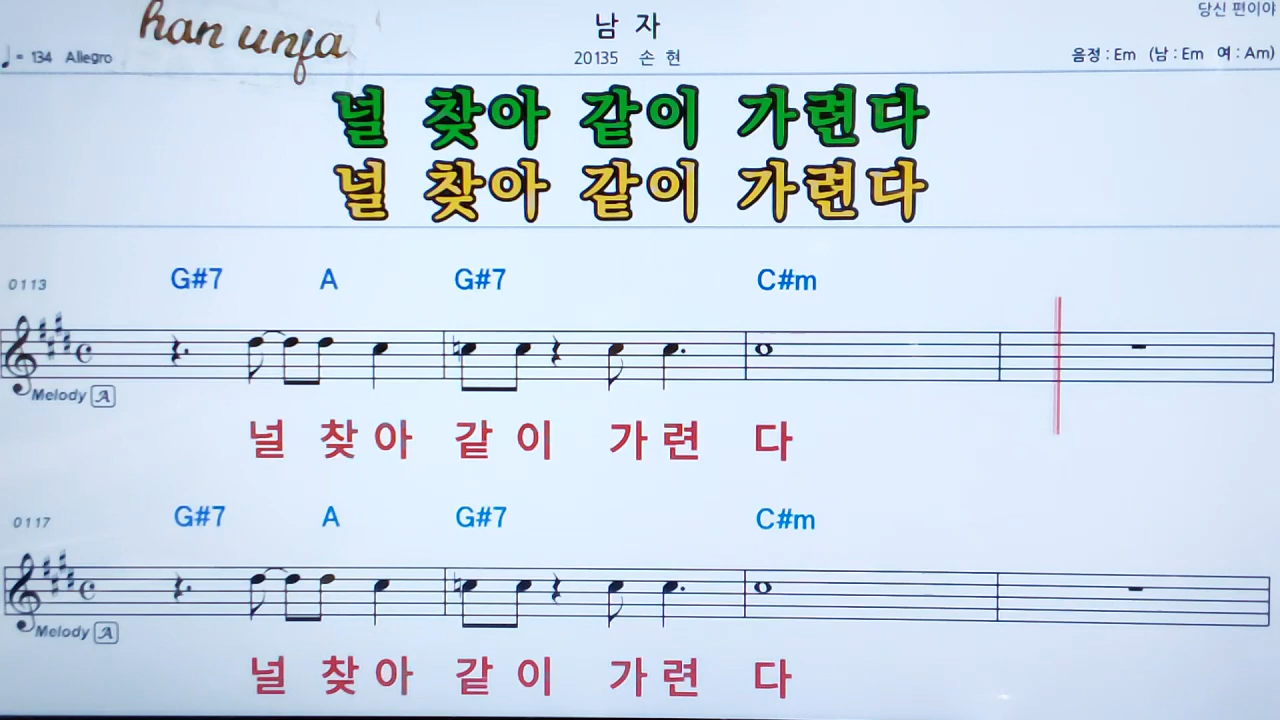 han unja
남 자
당신 편이야
♩= 134 Allegro
20135 손 현
음정 : Em (남 : Em 여 : Am)
널 찾아 같이 가련다
널 찾아 같이 가련다
0113 G#7 A G#7 C#m
Melody A
널 찾 아 같 이 가 련 다
0117 G#7 A G#7 C#m
Melody A
널 찾 아 같 이 가 련 다